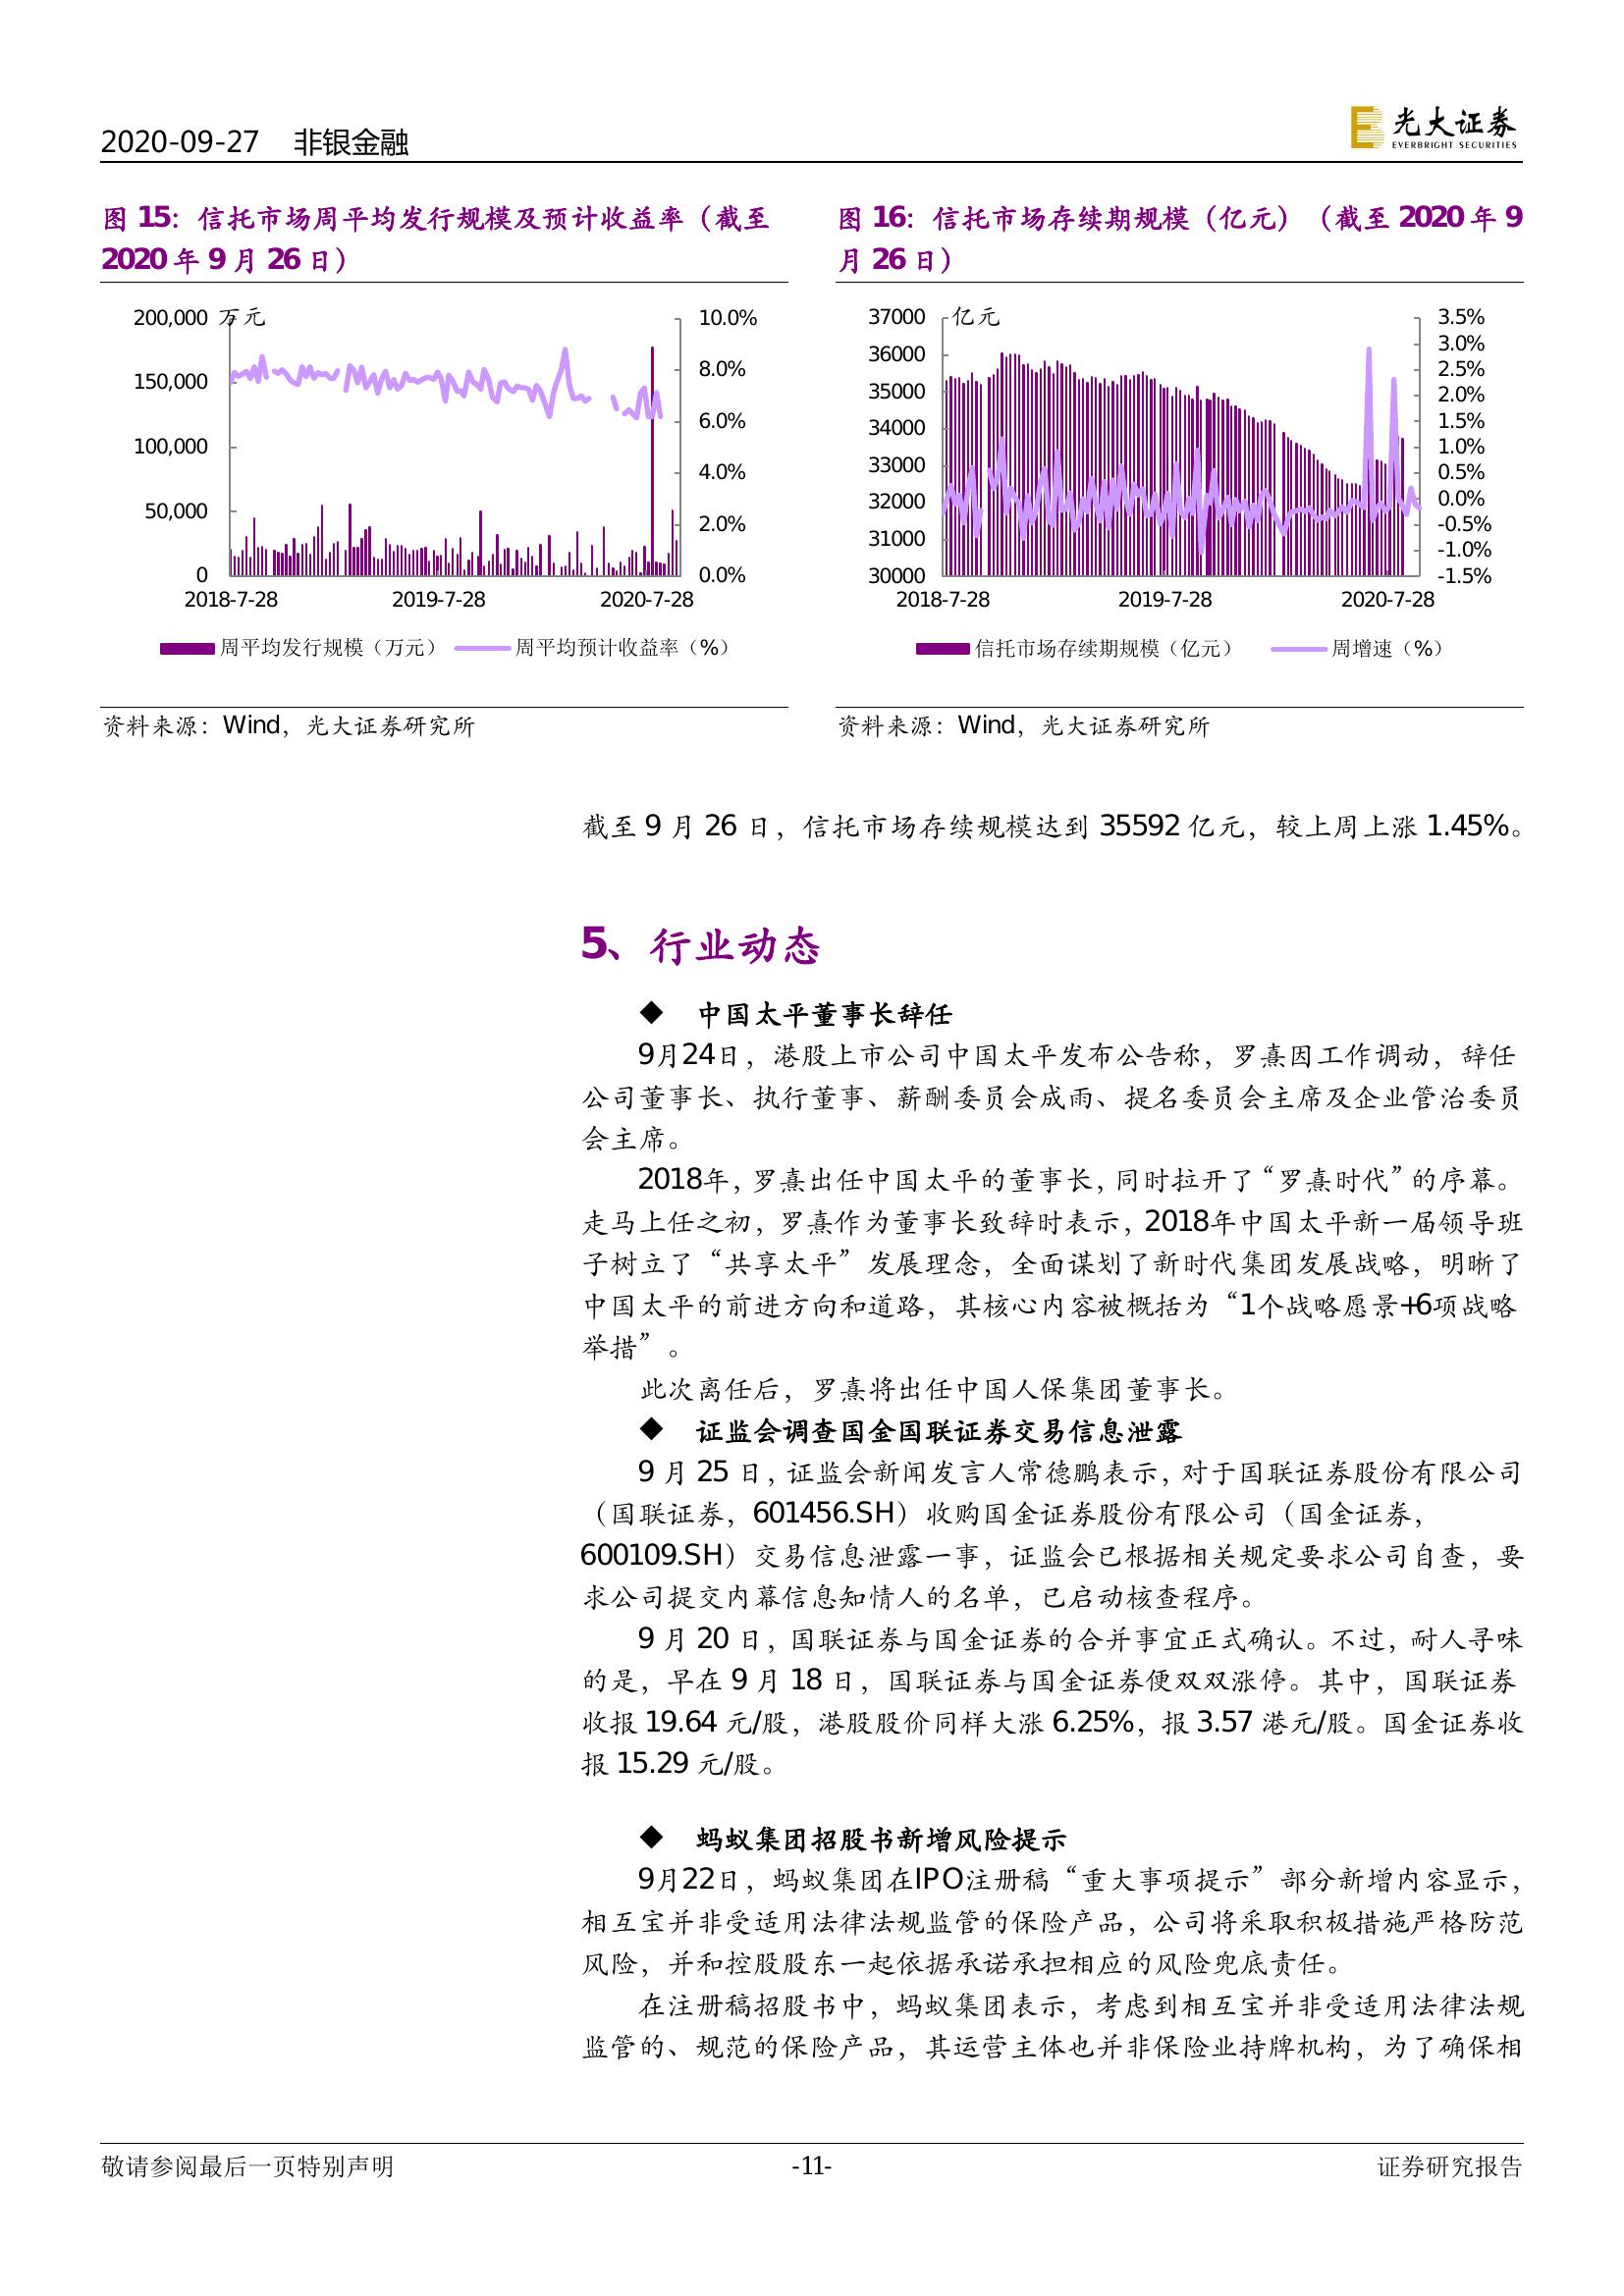 2020-09-27 非银金融
光大证券
EVERBRIGHT SECURITIES
图 15：信托市场周平均发行规模及预计收益率（截至
2020 年 9 月 26 日）
200,000 万元
150,000
100,000
50,000
0
10.0%
8.0%
6.0%
4.0%
2.0%
0.0%
2018-7-28 2019-7-28 2020-7-28
周平均发行规模（万元） 周平均预计收益率（%）
资料来源：Wind，光大证券研究所
图 16：信托市场存续期规模（亿元）（截至 2020 年 9
月 26 日）
37000 亿元
36000
35000
34000
33000
32000
31000
30000
3.5%
3.0%
2.5%
2.0%
1.5%
1.0%
0.5%
0.0%
-0.5%
-1.0%
-1.5%
2018-7-28 2019-7-28 2020-7-28
信托市场存续期规模（亿元） 周增速（%）
资料来源：Wind，光大证券研究所
截至 9 月 26 日，信托市场存续规模达到 35592 亿元，较上周上涨 1.45%。
5、行业动态
◆ 中国太平董事长辞任
9月24日，港股上市公司中国太平发布公告称，罗熹因工作调动，辞任
公司董事长、执行董事、薪酬委员会成雨、提名委员会主席及企业管治委员
会主席。
2018年，罗熹出任中国太平的董事长，同时拉开了“罗熹时代”的序幕。
走马上任之初，罗熹作为董事长致辞时表示，2018年中国太平新一届领导班
子树立了“共享太平”发展理念，全面谋划了新时代集团发展战略，明晰了
中国太平的前进方向和道路，其核心内容被概括为“1个战略愿景+6项战略
举措”。
此次离任后，罗熹将出任中国人保集团董事长。
◆ 证监会调查国金国联证券交易信息泄露
9 月 25 日，证监会新闻发言人常德鹏表示，对于国联证券股份有限公司
（国联证券，601456.SH）收购国金证券股份有限公司（国金证券，
600109.SH）交易信息泄露一事，证监会已根据相关规定要求公司自查，要
求公司提交内幕信息知情人的名单，已启动核查程序。
9 月 20 日，国联证券与国金证券的合并事宜正式确认。不过，耐人寻味
的是，早在 9 月 18 日，国联证券与国金证券便双双涨停。其中，国联证券
收报 19.64 元/股，港股股价同样大涨 6.25%，报 3.57 港元/股。国金证券收
报 15.29 元/股。
◆ 蚂蚁集团招股书新增风险提示
9月22日，蚂蚁集团在IPO注册稿“重大事项提示”部分新增内容显示，
相互宝并非受适用法律法规监管的保险产品，公司将采取积极措施严格防范
风险，并和控股股东一起依据承诺承担相应的风险兜底责任。
在注册稿招股书中，蚂蚁集团表示，考虑到相互宝并非受适用法律法规
监管的、规范的保险产品，其运营主体也并非保险业持牌机构，为了确保相
敬请参阅最后一页特别声明 -11- 证券研究报告